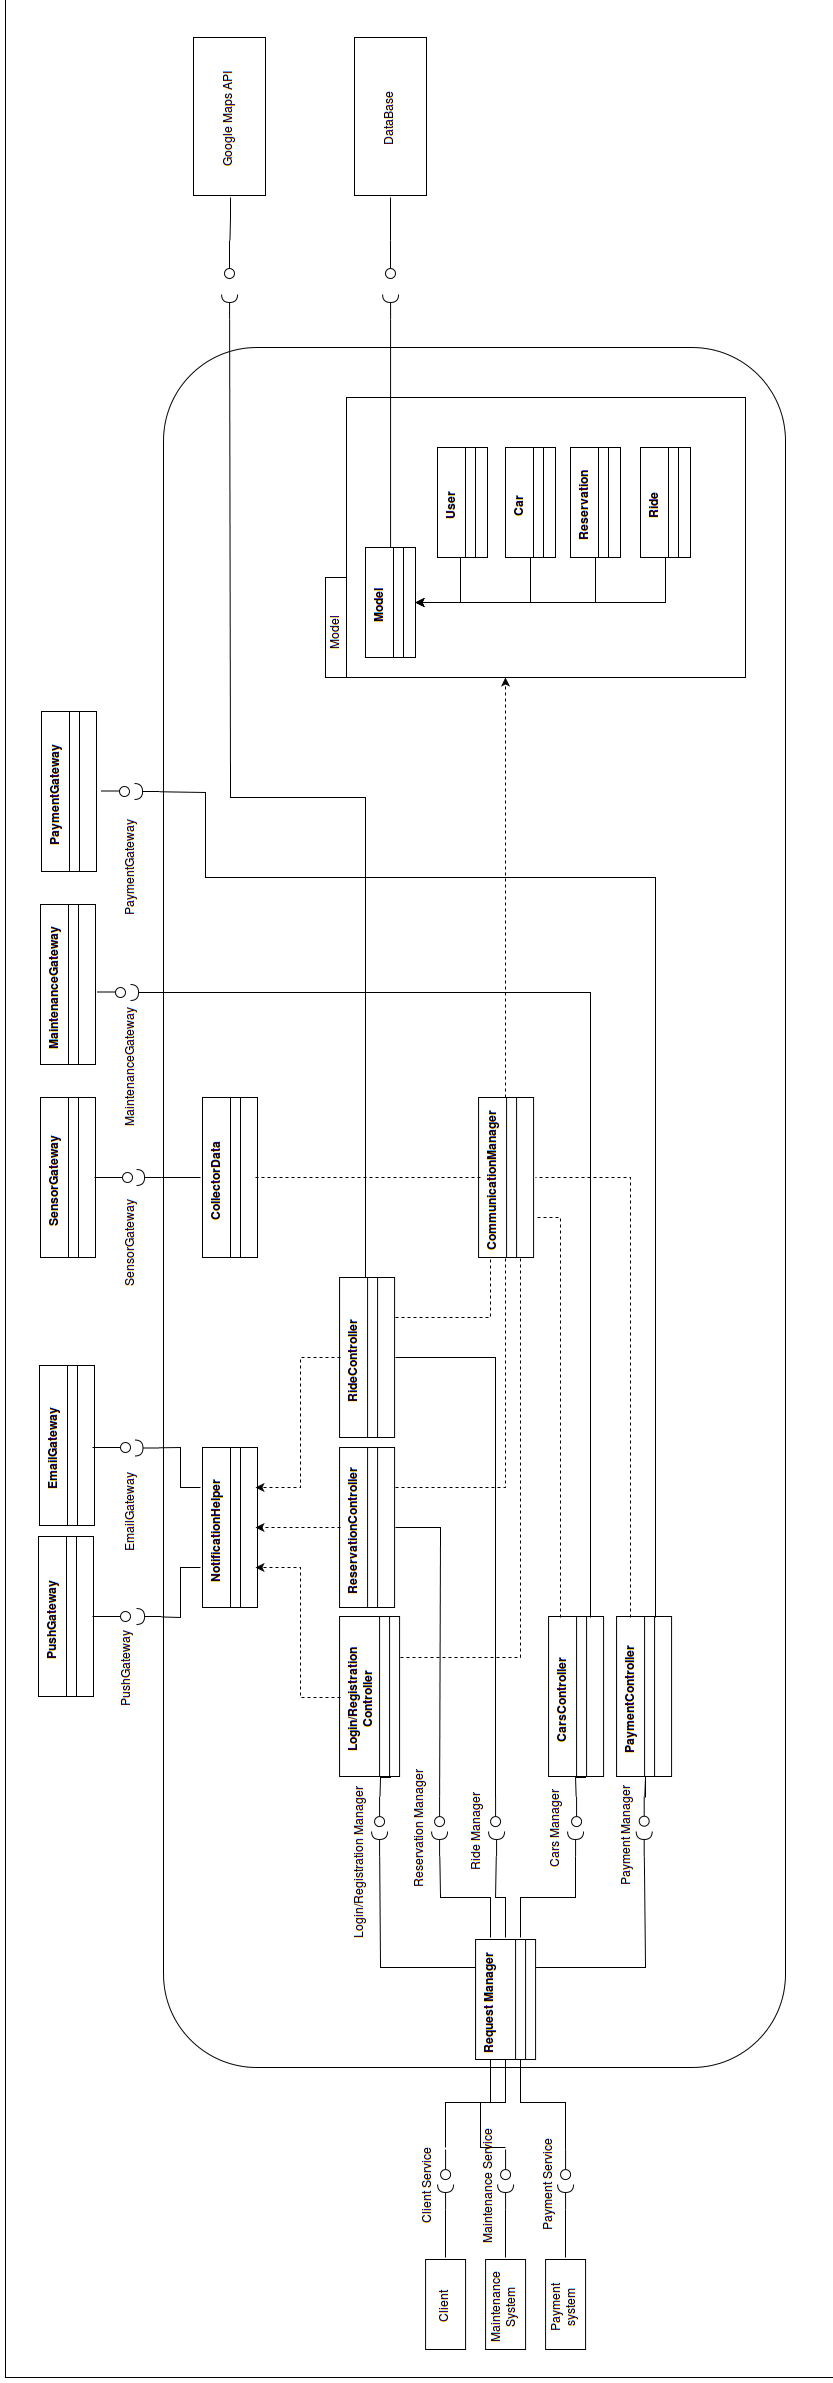 PushGateway
EmailGateway
SensorGateway
MaintenanceGateway
PaymentGateway
PushGateway
EmailGateway
SensorGateway
MaintenanceGateway
PaymentGateway
Google Maps API
NotificationHelper
CollectorData
DataBase
Login/Registration Manager
Login/Registration
Controller
ReservationController
RideController
Model
Model
Reservation Manager
User
Client Service
Client
Ride Manager
Request Manager
CommunicationManager
Maintenance Service
Maintenance
System
Car
Cars Manager
CarsController
Reservation
Payment Service
Payment
system
Payment Manager
PaymentController
Ride